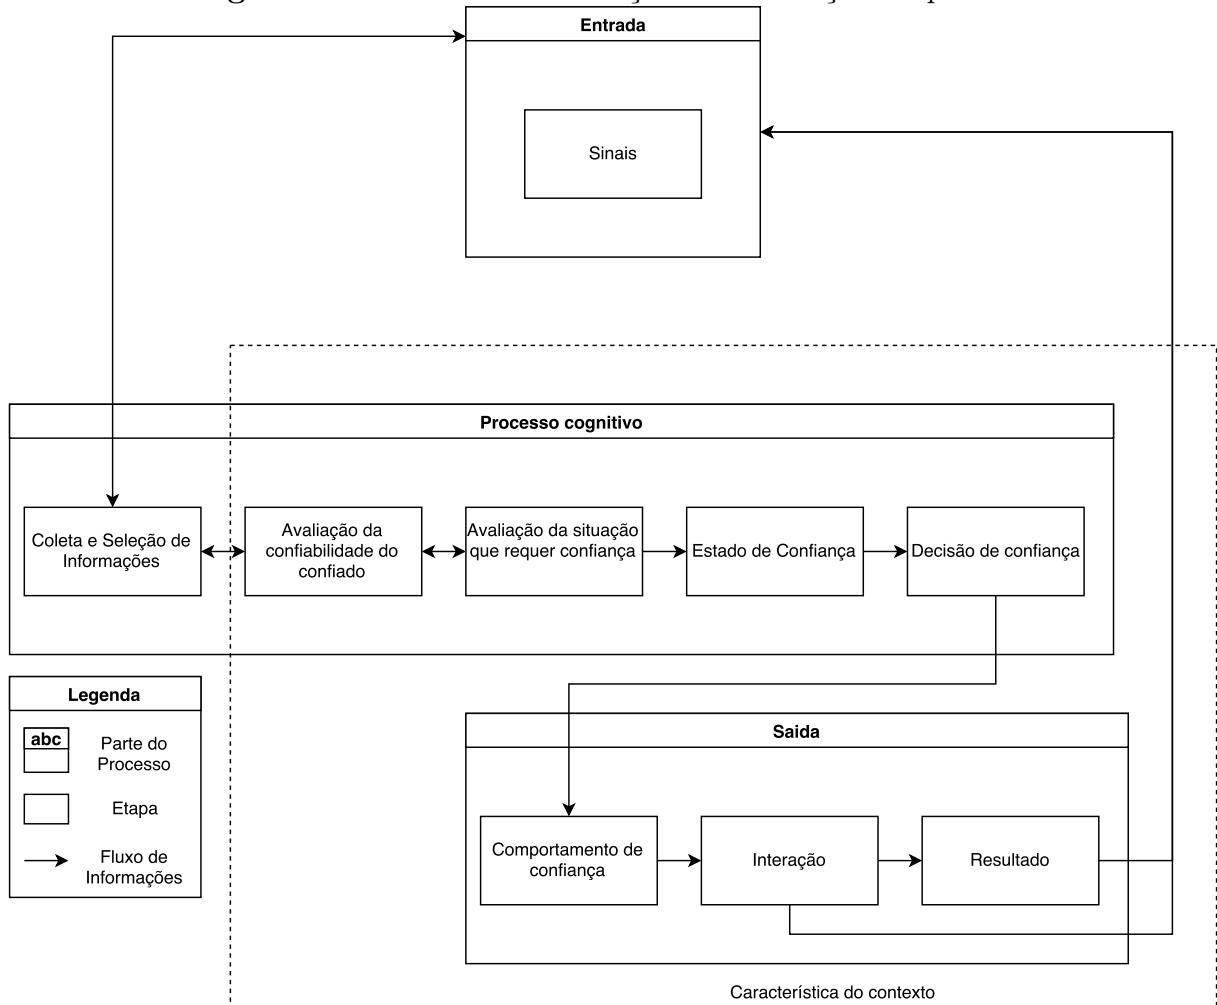 Entrada
Sinais
Processo cognitivo
Coleta e Seleção de
Informações
Avaliação da
confiabilidade do
confiado
Avaliação da situação
que requer confiança
Estado de Confiança
Decisão de confiança
Legenda
abc
Parte do
Processo
Etapa
Fluxo de
Informações
Saida
Comportamento de
confiança
Interação
Resultado
Característica do contexto